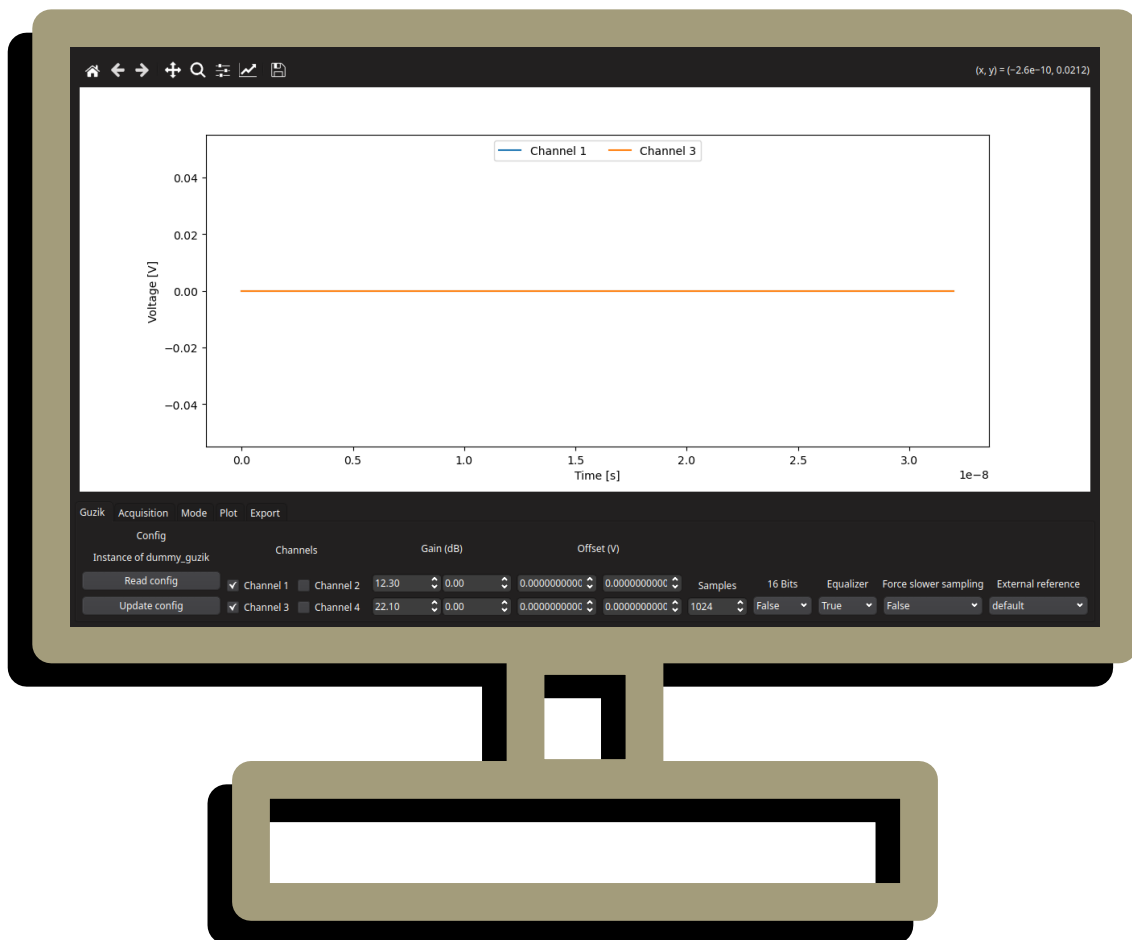 (x, y) = (−2.6e−10, 0.0212)
Channel 1 Channel 3
0.04
0.02
0.00
−0.02
−0.04
Voltage [V]
0.0 0.5 1.0 1.5 2.0 2.5 3.0
Time [s]
1e−8
Guzik Acquisition Mode Plot Export
Config
Instance of dummy_guzik
Read config
Update config
Channels
Channel 1 Channel 2
Channel 3 Channel 4
Gain (dB)
12.30 0.00
22.10 0.00
Offset (V)
0.000000000 0.000000000
0.000000000 0.000000000
Samples
1024
16 Bits
False
Equalizer
True
Force slower sampling
False
External reference
default